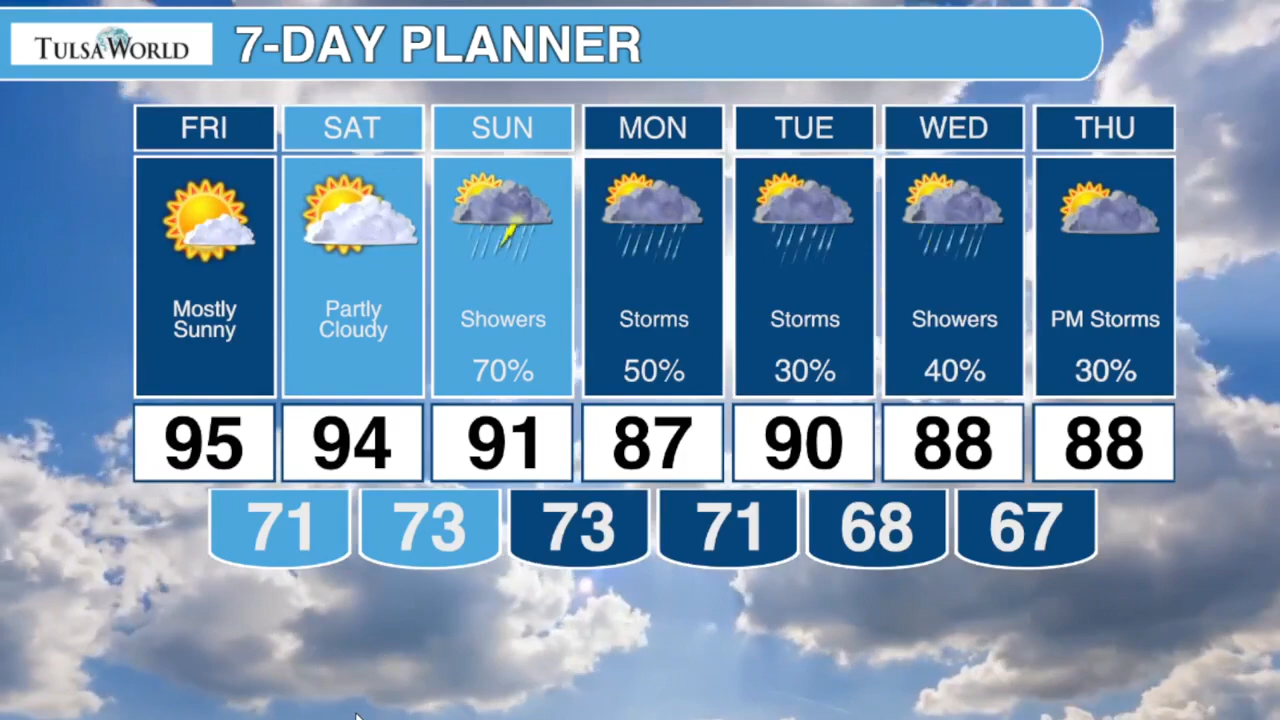 TULSA WORLD
7-DAY PLANNER
FRI SAT SUN MON TUE WED THU
Mostly
Sunny
Partly
Cloudy
Showers
Storms
Storms
Showers
PM Storms
70% 50% 30% 40% 30%
95 94 91 87 90 88 88
71 73 73 71 68 67